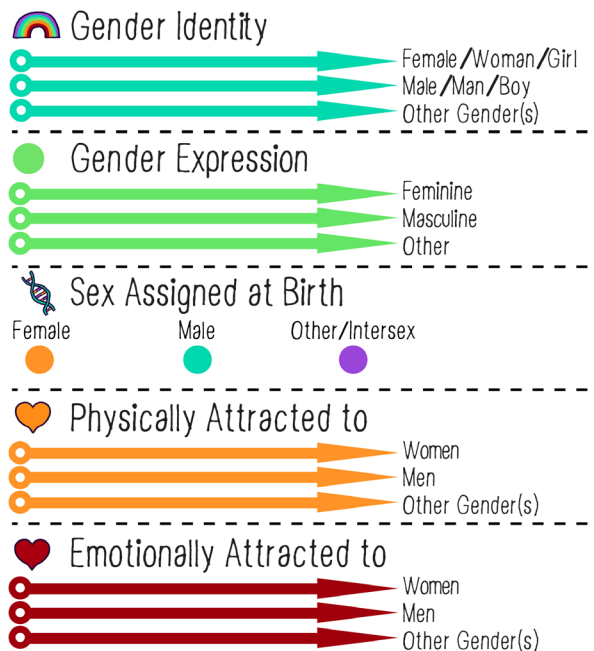 Gender Identity
Female/Woman/Girl
Male/Man/Boy
Other Gender(s)
Gender Expression
Feminine
Masculine
Other
Sex Assigned at Birth
Female Male Other/Intersex
Physically Attracted to
Women
Men
Other Gender(s)
Emotionally Attracted to
Women
Men
Other Gender(s)